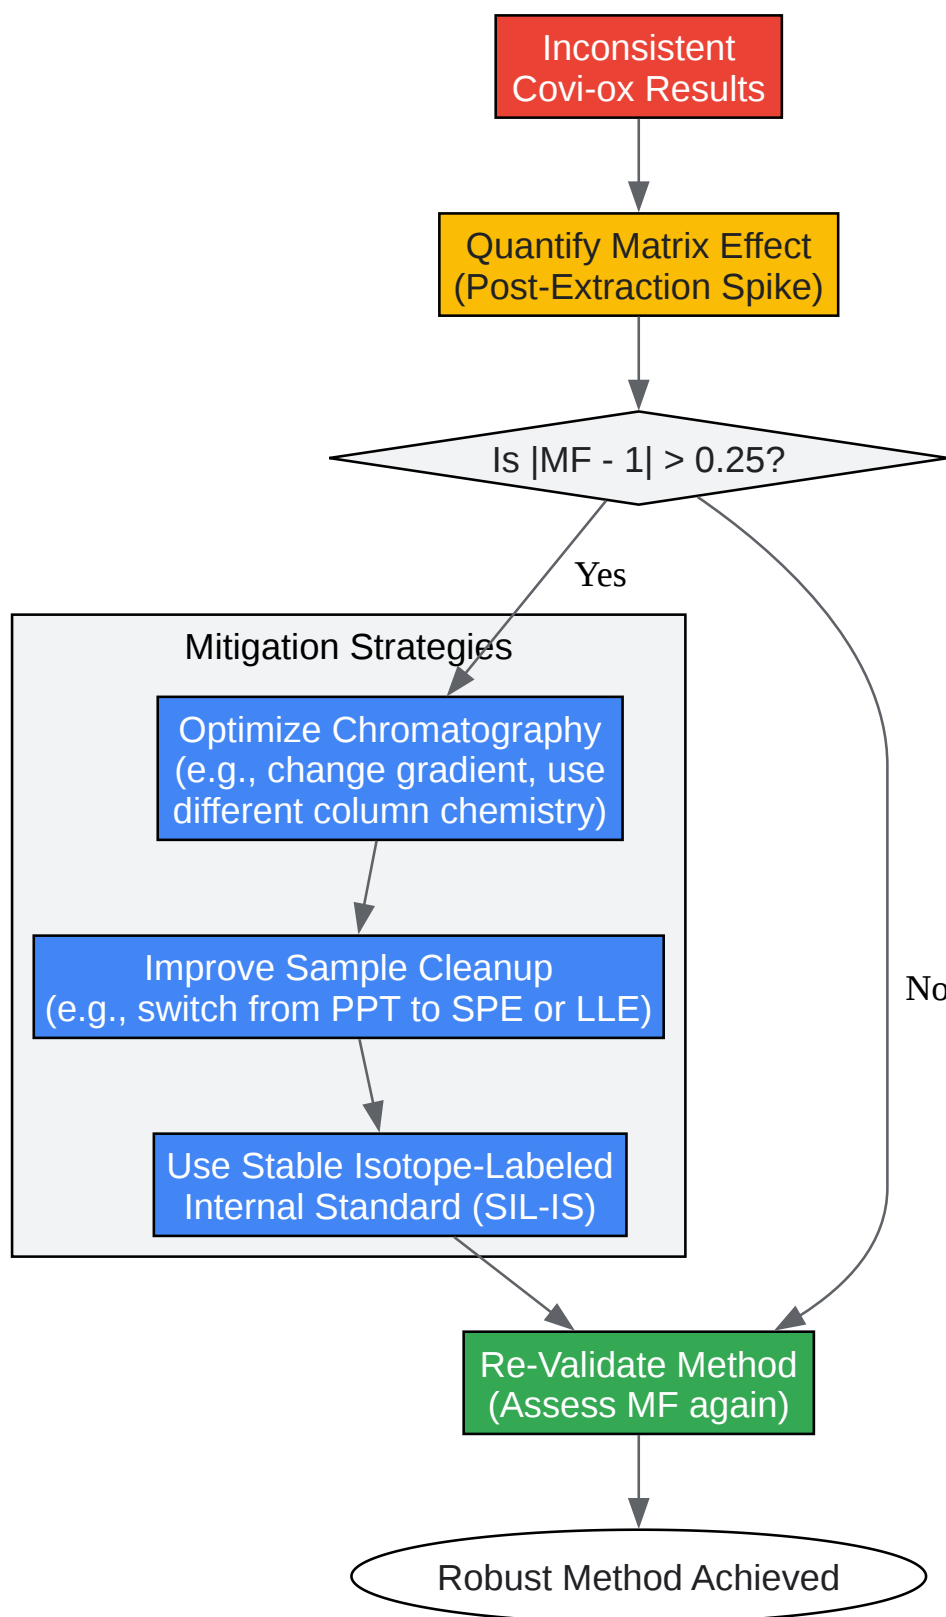 Inconsistent
Covi-ox Results
Quantify Matrix Effect
(Post-Extraction Spike)
Is |MF - 1| > 0.25?
Yes
Mitigation Strategies
Optimize Chromatography
(e.g., change gradient, use
different column chemistry)
Improve Sample Cleanup
(e.g., switch from PPT to SPE or LLE)
No
Use Stable Isotope-Labeled
Internal Standard (SIL-IS)
Re-Validate Method
(Assess MF again)
Robust Method Achieved